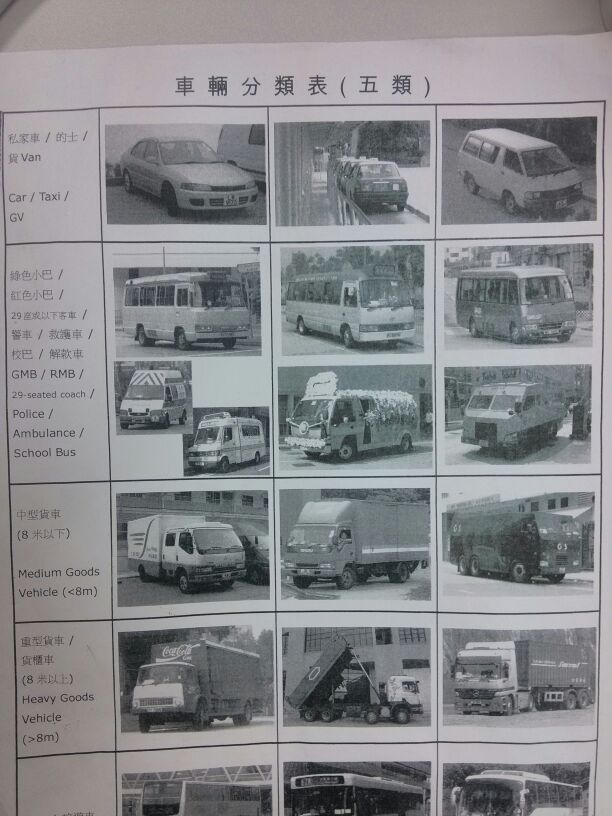 車輛分類表(五類)
私家車 / 的士 /
貨 Van
Car / Taxi /
GV
綠色小巴 /
紅色小巴 /
29座或以下客車 /
警車 / 救護車 /
校巴 / 解款車
GMB / RMB /
29-seated coach /
Police /
Ambulance /
School Bus
中型貨車
(8 米以下)
Medium Goods
Vehicle (<8m)
重型貨車 /
貨櫃車
(8 米以上)
Heavy Goods
Vehicle
(>8m)
Coca-Cola